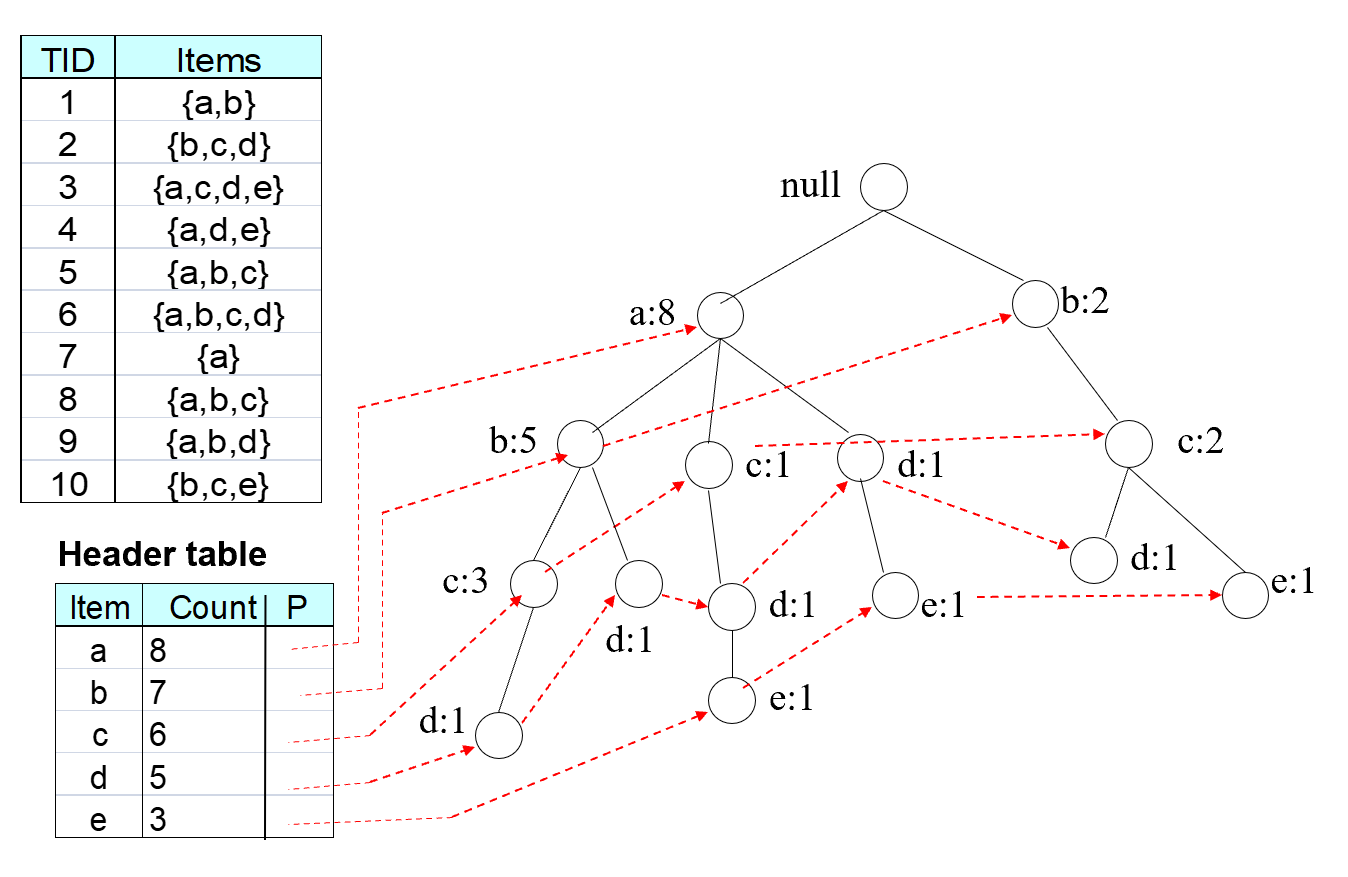 TID Items
1 {a,b}
2 {b,c,d}
3 {a,c,d,e}
4 {a,d,e}
5 {a,b,c}
6 {a,b,c,d}
7 {a}
8 {a,b,c}
9 {a,b,d}
10 {b,c,e}
Header table
Item Count P
a 8
b 7
c 6
d 5
e 3
null
a:8 b:2
b:5 c:1 d:1 c:2
c:3 d:1 d:1 e:1 d:1 e:1
d:1 e:1